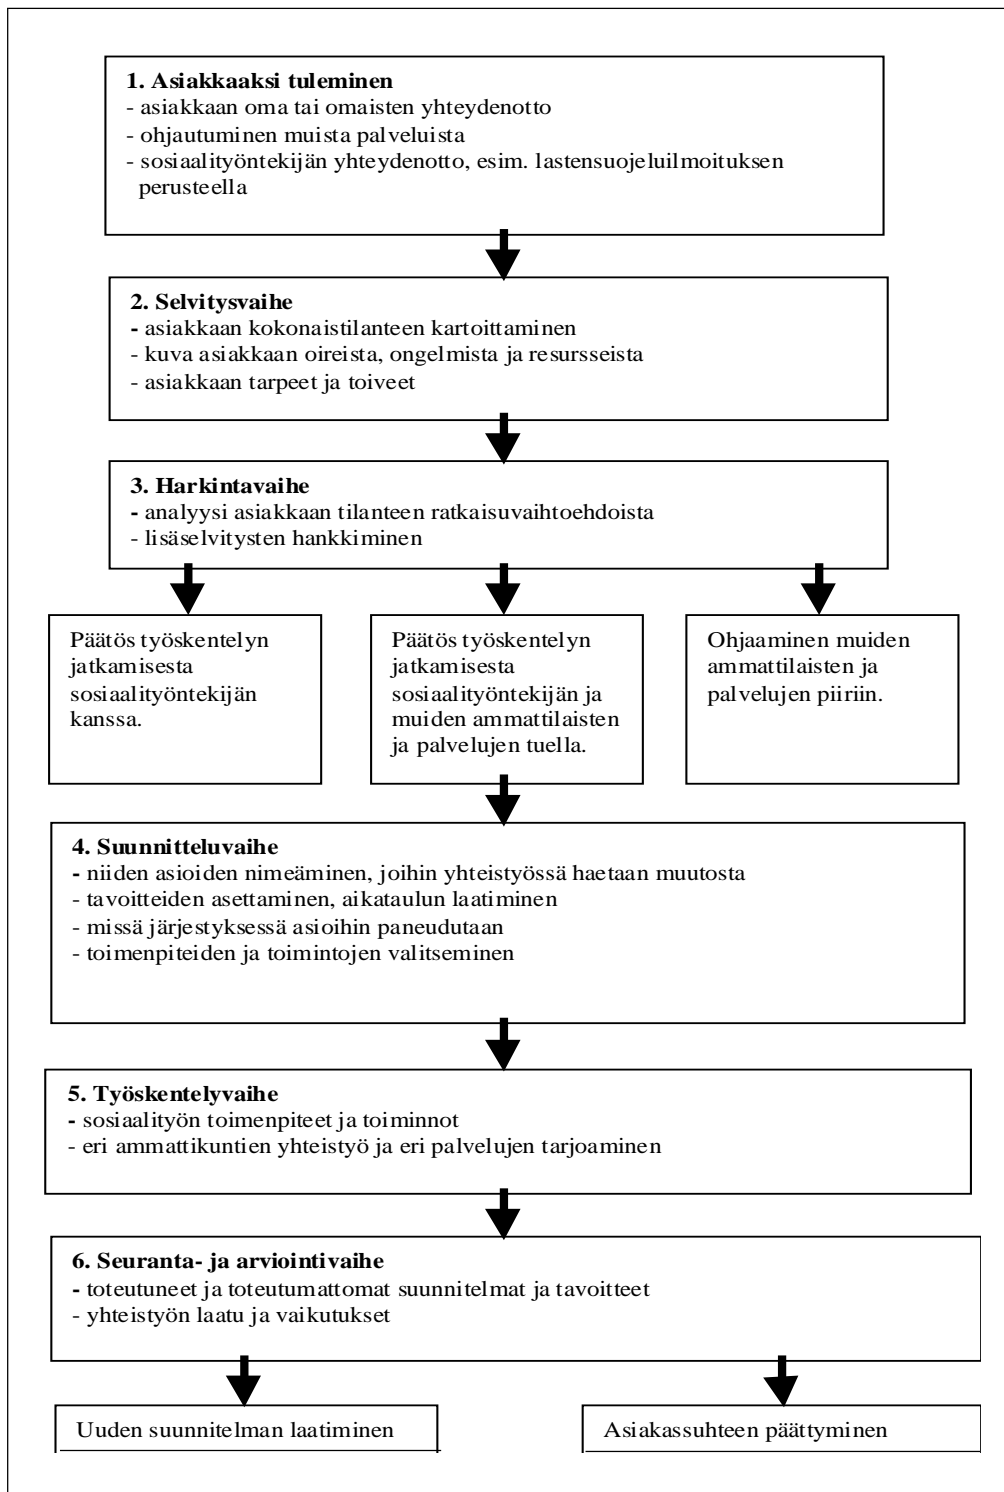 1. Asiakkaaksi tuleminen
- asiakkaan oma tai omaisten yhteydenotto
- ohjautuminen muista palveluista
- sosiaalityöntekijän yhteydenotto, esim. lastensuojeluilmoituksen
perusteella
2. Selvitysvaihe
- asiakkaan kokonaistilanteen kartoittaminen
- kuva asiakkaan oireista, ongelmista ja resursseista
- asiakkaan tarpeet ja toiveet
3. Harkintavaihe
- analyysi asiakkaan tilanteen ratkaisuvaihtoehdoista
- lisäselvitysten hankkiminen
Päätös työskentelyn
jatkamisesta
sosiaalityöntekijän
kanssa.
Päätös työskentelyn
jatkamisesta
sosiaalityöntekijän ja
muiden ammattilaisten
ja palvelujen tuella.
Ohjaaminen muiden
ammattilaisten ja
palvelujen piiriin.
4. Suunnitteluvaihe
- niiden asioiden nimeäminen, joihin yhteistyössä haetaan muutosta
- tavoitteiden asettaminen, aikataulun laatiminen
- missä järjestyksessä asioihin paneudutaan
- toimenpiteiden ja toimintojen valitseminen
5. Työskentelyvaihe
- sosiaalityön toimenpiteet ja toiminnot
- eri ammattikuntien yhteistyö ja eri palvelujen tarjoaminen
6. Seuranta- ja arviointivaihe
- toteutuneet ja toteutumattomat suunnitelmat ja tavoitteet
- yhteistyön laatu ja vaikutukset
Uuden suunnitelman laatiminen
Asiakassuhteen päättyminen